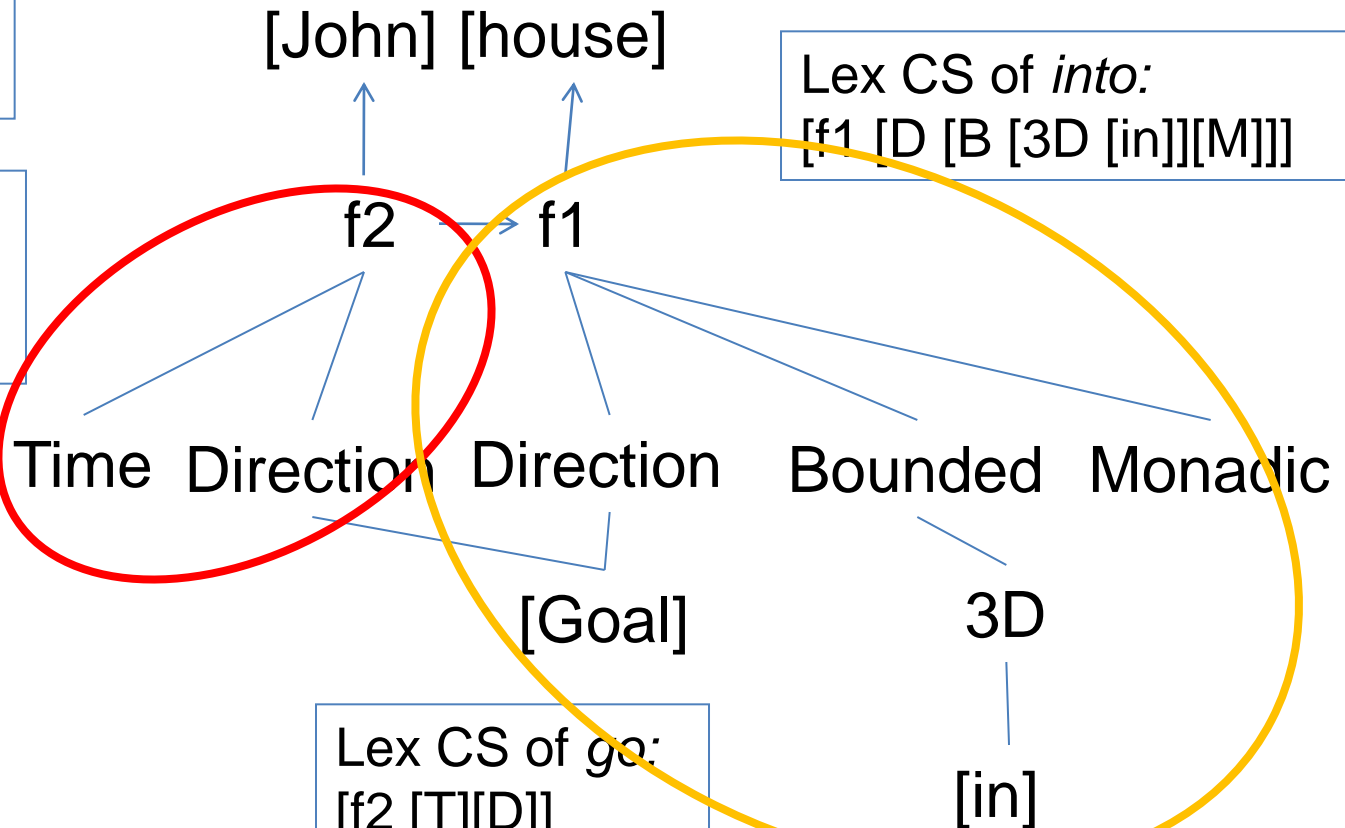 [John] [house]
Lex CS of into:
[f1 [D [B [3D [in]][M]]]
f2 f1
Time Direction Direction Bounded Monadic
[Goal] 3D
Lex CS of go:
[f2 [T][D]]
[in]